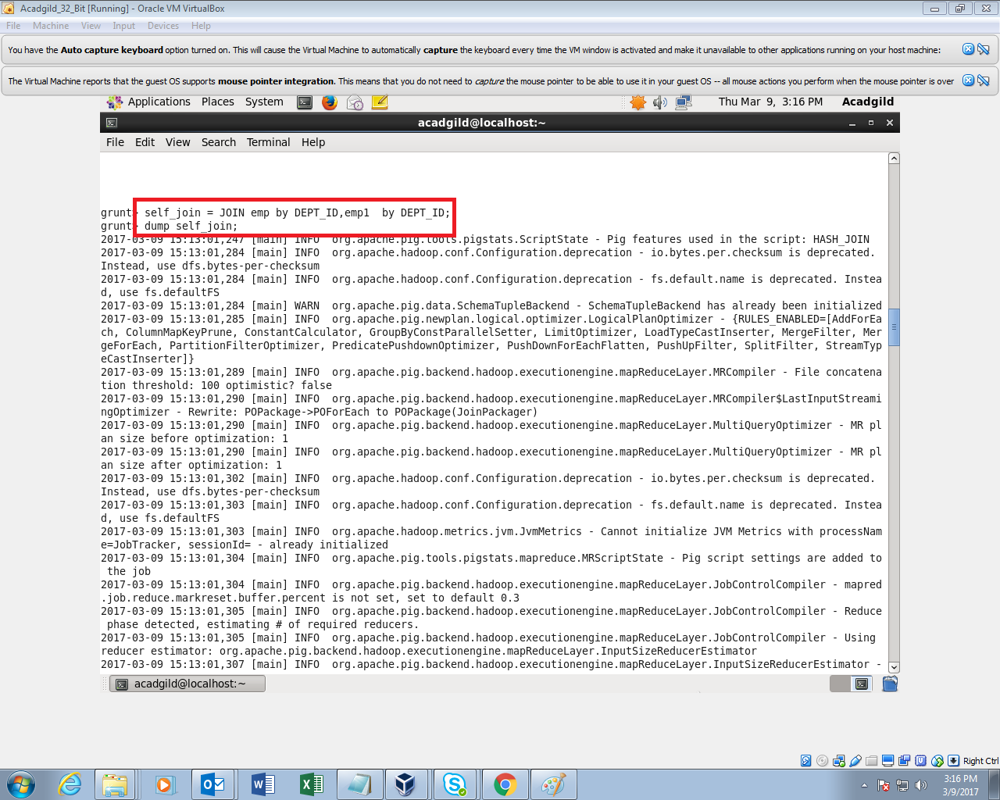 Acadgild_32_Bit [Running] - Oracle VM VirtualBox
File Machine View Input Devices Help
You have the Auto capture keyboard option turned on. This will cause the Virtual Machine to automatically capture the keyboard every time the VM window is activated and make it unavailable to other applications running on your host machine:
The Virtual Machine reports that the guest OS supports mouse pointer integration. This means that you do not need to capture the mouse pointer to be able to use it in your guest OS -- all mouse actions you perform when the mouse pointer is over
Applications Places System Thu Mar 9, 3:16 PM Acadgild
acadgild@localhost:~
File Edit View Search Terminal Help
grunt> self_join = JOIN emp by DEPT_ID,emp1  by DEPT_ID;
grunt> dump self_join;
2017-03-09 15:13:01,247 [main] INFO  org.apache.pig.tools.pigstats.ScriptState - Pig features used in the script: HASH_JOIN
2017-03-09 15:13:01,284 [main] INFO  org.apache.hadoop.conf.Configuration.deprecation - io.bytes.per.checksum is deprecated.
Instead, use dfs.bytes-per-checksum
2017-03-09 15:13:01,284 [main] INFO  org.apache.hadoop.conf.Configuration.deprecation - fs.default.name is deprecated. Instea
d, use fs.defaultFS
2017-03-09 15:13:01,284 [main] WARN  org.apache.pig.data.SchemaTupleBackend - SchemaTupleBackend has already been initialized
2017-03-09 15:13:01,285 [main] INFO  org.apache.pig.newplan.logical.optimizer.LogicalPlanOptimizer - {RULES_ENABLED=[AddForEa
ch, ColumnMapKeyPrune, ConstantCalculator, GroupByConstParallelSetter, LimitOptimizer, LoadTypeCastInserter, MergeFilter, Mer
geForEach, PartitionFilterOptimizer, PredicatePushdownOptimizer, PushDownForEachFlatten, PushUpFilter, SplitFilter, StreamTyp
eCastInserter]}
2017-03-09 15:13:01,289 [main] INFO  org.apache.pig.backend.hadoop.executionengine.mapReduceLayer.MRCompiler - File concatena
tion threshold: 100 optimistic? false
2017-03-09 15:13:01,290 [main] INFO  org.apache.pig.backend.hadoop.executionengine.mapReduceLayer.MRCompiler$LastInputStreami
ngOptimizer - Rewrite: POPackage->POForEach to POPackage(JoinPackager)
2017-03-09 15:13:01,290 [main] INFO  org.apache.pig.backend.hadoop.executionengine.mapReduceLayer.MultiQueryOptimizer - MR pl
an size before optimization: 1
2017-03-09 15:13:01,290 [main] INFO  org.apache.pig.backend.hadoop.executionengine.mapReduceLayer.MultiQueryOptimizer - MR pl
an size after optimization: 1
2017-03-09 15:13:01,302 [main] INFO  org.apache.hadoop.conf.Configuration.deprecation - io.bytes.per.checksum is deprecated.
Instead, use dfs.bytes-per-checksum
2017-03-09 15:13:01,303 [main] INFO  org.apache.hadoop.conf.Configuration.deprecation - fs.default.name is deprecated. Instea
d, use fs.defaultFS
2017-03-09 15:13:01,303 [main] INFO  org.apache.hadoop.metrics.jvm.JvmMetrics - Cannot initialize JVM Metrics with processNam
e=JobTracker, sessionId= - already initialized
2017-03-09 15:13:01,304 [main] INFO  org.apache.pig.tools.pigstats.mapreduce.MRScriptState - Pig script settings are added to
the job
2017-03-09 15:13:01,304 [main] INFO  org.apache.pig.backend.hadoop.executionengine.mapReduceLayer.JobControlCompiler - mapred
.job.reduce.markreset.buffer.percent is not set, set to default 0.3
2017-03-09 15:13:01,305 [main] INFO  org.apache.pig.backend.hadoop.executionengine.mapReduceLayer.JobControlCompiler - Reduce
phase detected, estimating # of required reducers.
2017-03-09 15:13:01,305 [main] INFO  org.apache.pig.backend.hadoop.executionengine.mapReduceLayer.JobControlCompiler - Using
reducer estimator: org.apache.pig.backend.hadoop.executionengine.mapReduceLayer.InputSizeReducerEstimator
2017-03-09 15:13:01,307 [main] INFO  org.apache.pig.backend.hadoop.executionengine.mapReduceLayer.InputSizeReducerEstimator -
acadgild@localhost:~
Right Ctrl
3:16 PM
3/9/2017